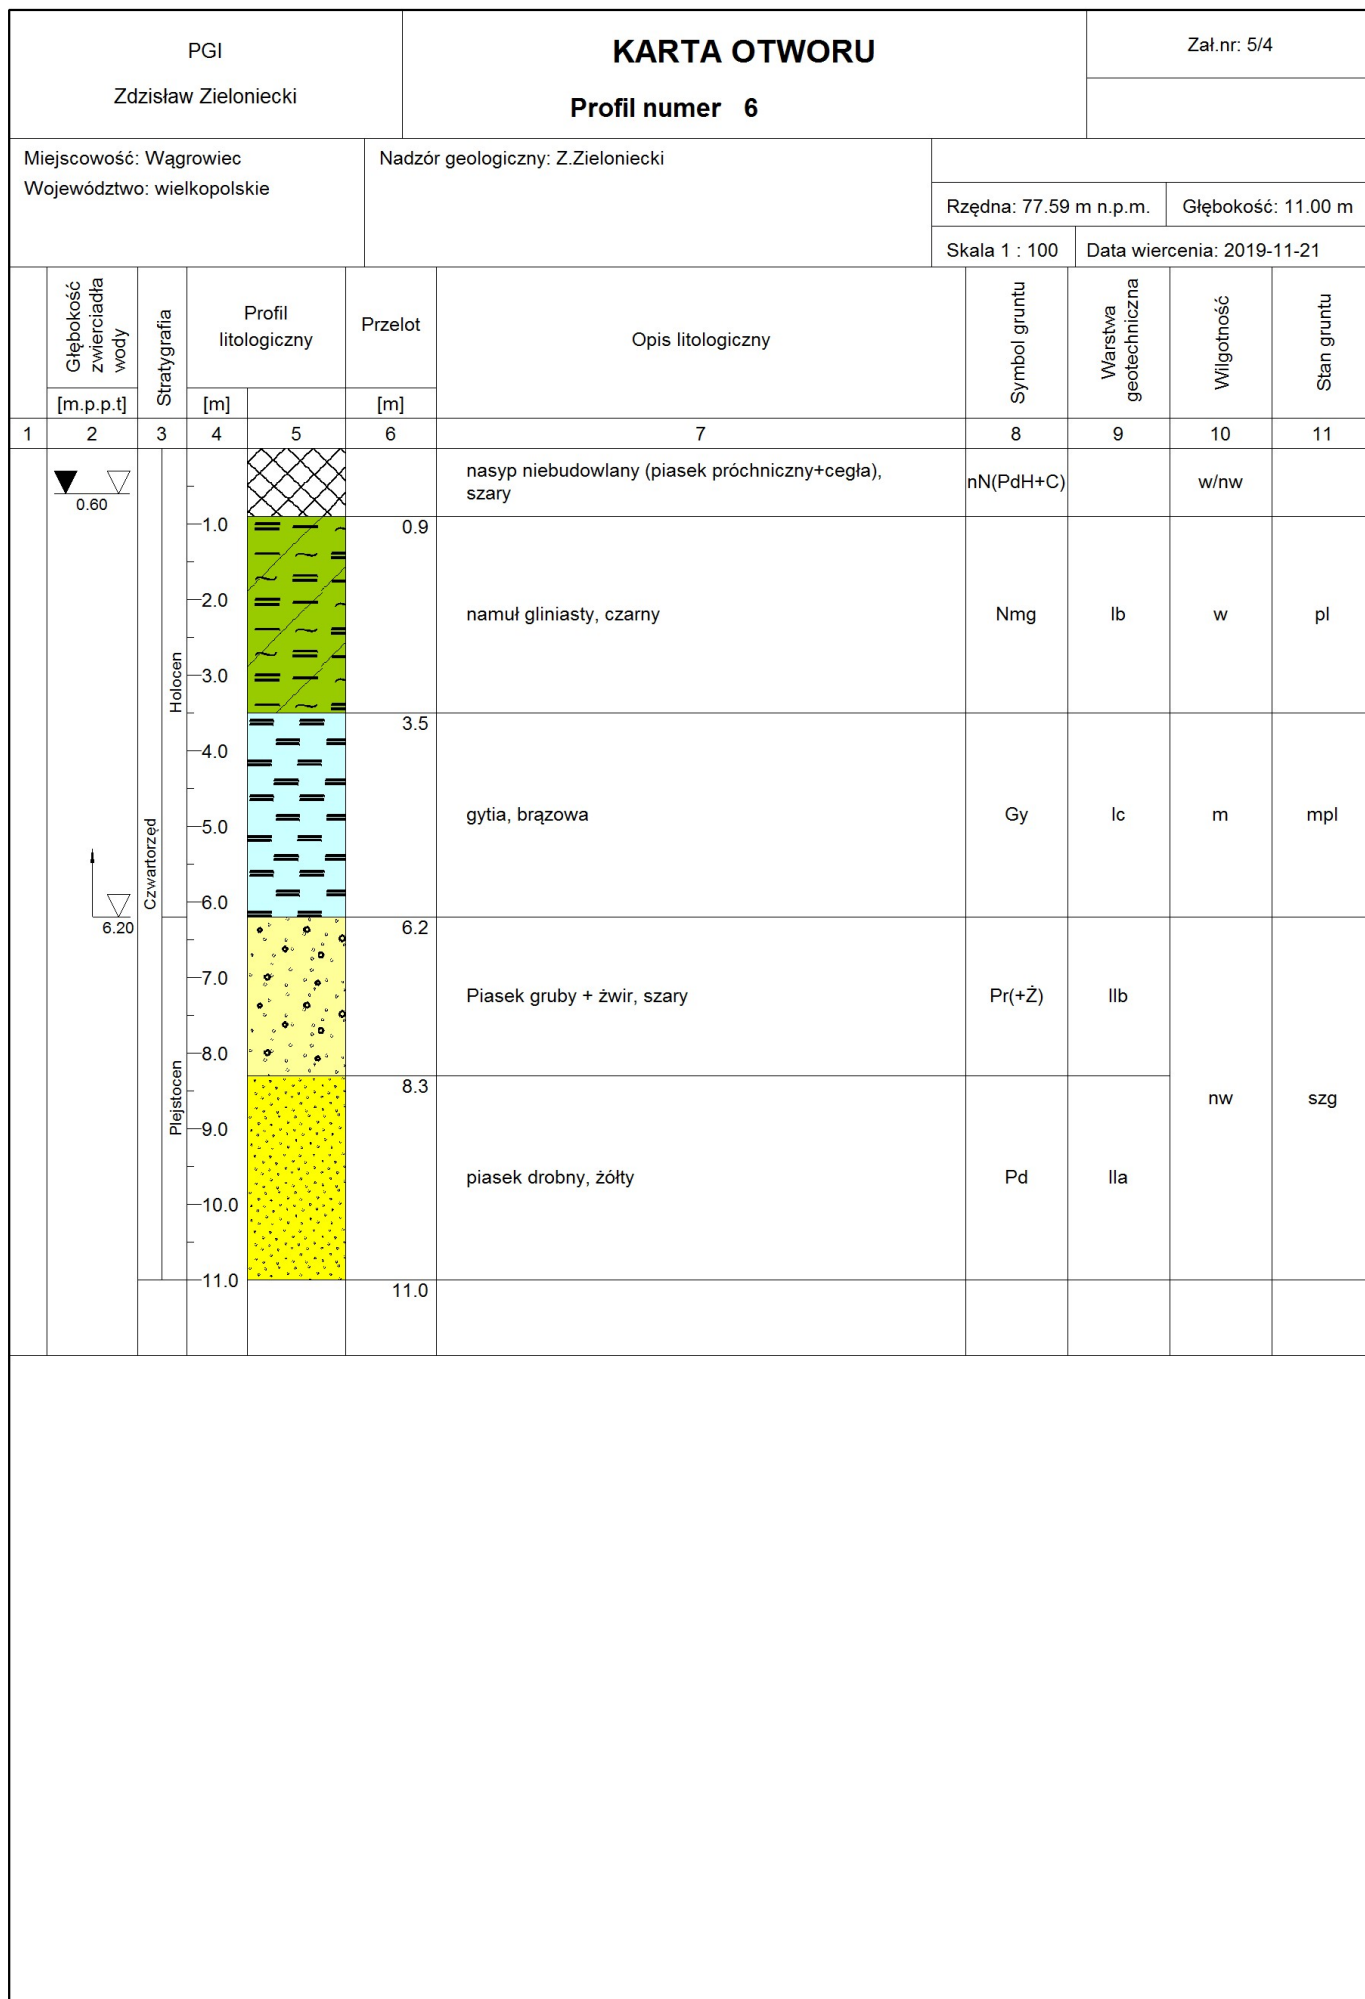 PGI
Zdzisław Zieloniecki
KARTA OTWORU
Profil numer 6
Zał.nr: 5/4
Miejscowość: Wągrowiec
Województwo: wielkopolskie
Nadzór geologiczny: Z.Zieloniecki
Rzędna: 77.59 m n.p.m.
Głębokość: 11.00 m
Skala 1 : 100
Data wiercenia: 2019-11-21
Głębokość
zwierciadła
wody
[m.p.p.t]
Stratygrafia
Profil
litologiczny
[m]
Przelot
[m]
Opis litologiczny
Symbol gruntu
Warstwa
geotechniczna
Wilgotność
Stan gruntu
1 2 3 4 5 6 7 8 9 10 11
0.60
nasyp niebudowlany (piasek próchniczny+cegła),
szary
nN(PdH+C)
w/nw
1.0
0.9
2.0
namuł gliniasty, czarny
Nmg
Ib
w
pl
3.0
Holocen
3.5
4.0
gytia, brązowa
Gy
Ic
m
mpl
5.0
Czwartorzęd
6.0
6.20
6.2
7.0
Piasek gruby + żwir, szary
Pr(+Ż)
IIb
8.0
8.3
Plejstocen
nw
szg
9.0
piasek drobny, żółty
Pd
IIa
10.0
11.0
11.0